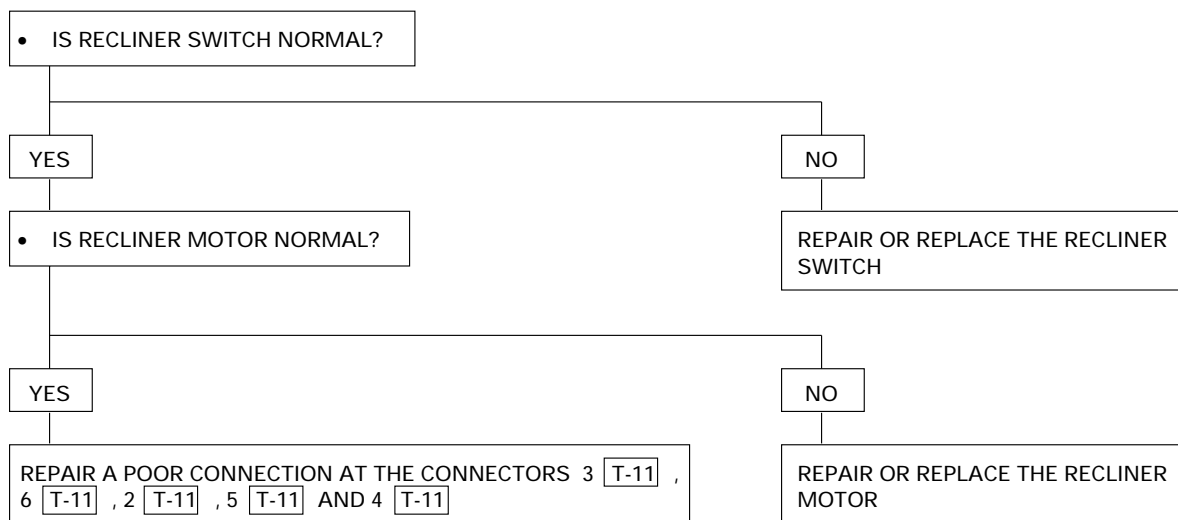 • IS RECLINER SWITCH NORMAL?
YES
NO
• IS RECLINER MOTOR NORMAL?
REPAIR OR REPLACE THE RECLINER
SWITCH
YES
NO
REPAIR A POOR CONNECTION AT THE CONNECTORS 3 T-11 ,
6 T-11 , 2 T-11 , 5 T-11 AND 4 T-11
REPAIR OR REPLACE THE RECLINER
MOTOR